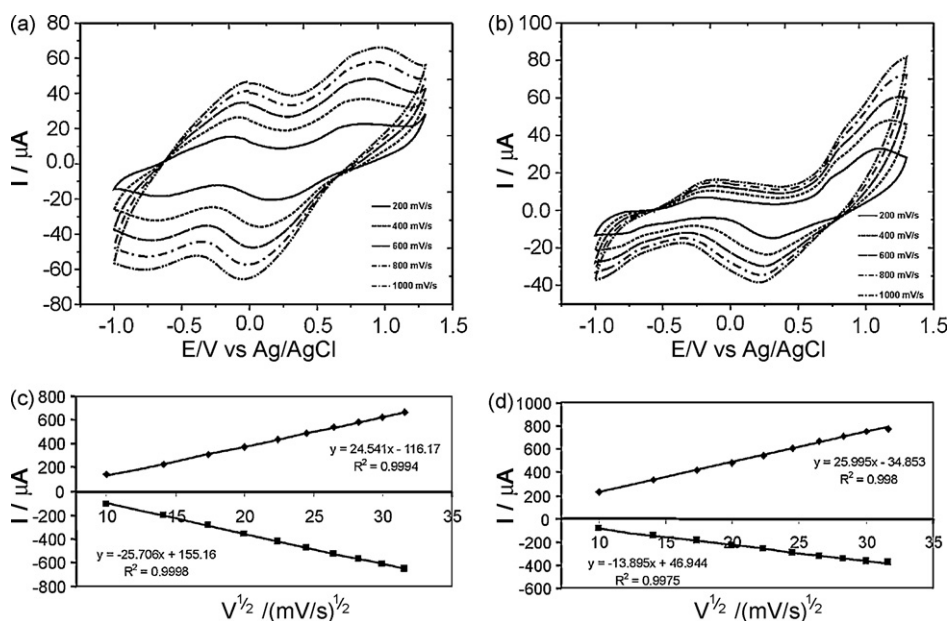 (a)
80
60
40
20
0.0
-20
-40
-60
-80
I / µA
200 mV/s
400 mV/s
600 mV/s
800 mV/s
1000 mV/s
-1.0 -0.5 0.0 0.5 1.0 1.5
E/V vs Ag/AgCl
(b)
100
80
60
40
20
0
-20
-40
I / µA
200 mV/s
400 mV/s
600 mV/s
800 mV/s
1000 mV/s
-1.0 -0.5 0.0 0.5 1.0 1.5
E/V vs Ag/AgCl
(c)
800
600
400
200
0
-200
-400
-600
-800
I / µA
y = 24.541x - 116.17
R² = 0.9994
10 15 20 25 30 35
y = -25.706x + 155.16
R² = 0.9998
V^½ /(mV/s)^½
(d)
1000
800
600
400
200
0
-200
-400
-600
I / µA
y = 25.995x - 34.853
R² = 0.998
10 15 20 25 30 35
y = -13.895x + 46.944
R² = 0.9975
V^½ /(mV/s)^½